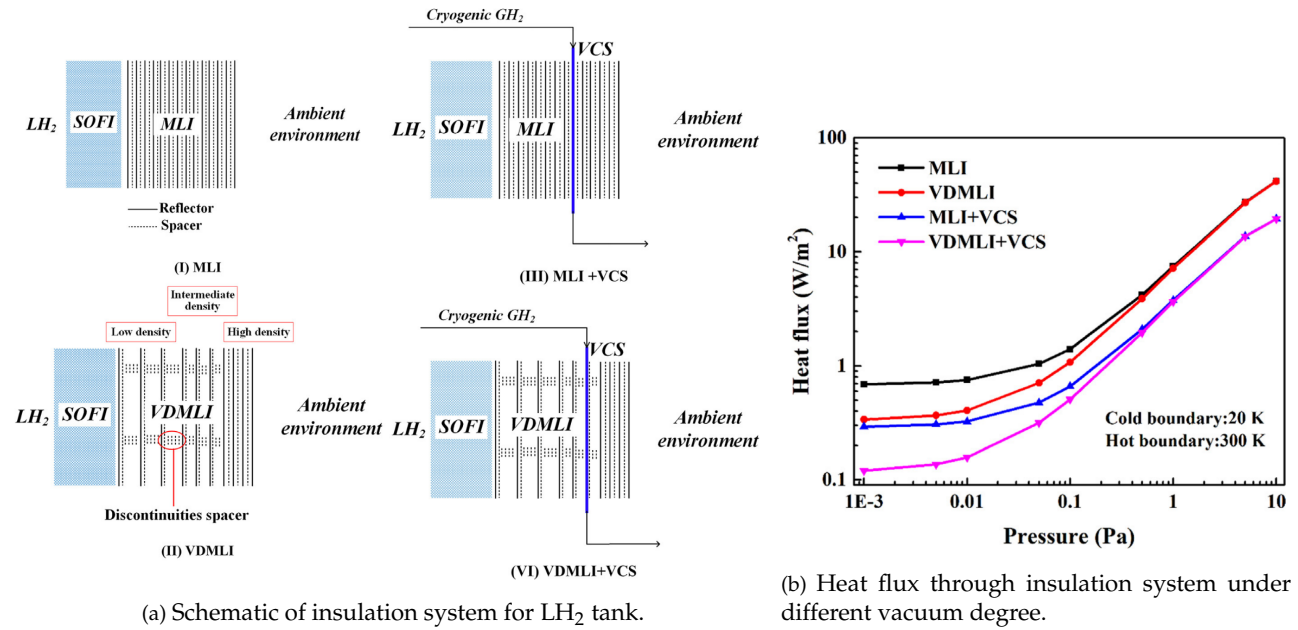 Cryogenic GH2
VCS
LH2
SOFI
MLI
Ambient
environment
Reflector
Spacer
(I) MLI
LH2
SOFI
MLI
Ambient
environment
(III) MLI +VCS
Intermediate
density
Low density
High density
LH2
SOFI
VDMLI
Ambient
environment
Discontinuities spacer
(II) VDMLI
Cryogenic GH2
VCS
LH2
SOFI
VDMLI
Ambient
environment
(VI) VDMLI+VCS
(a) Schematic of insulation system for LH2 tank.
Heat flux (W/m²)
100
10
1
0.1
MLI
VDMLI
MLI+VCS
VDMLI+VCS
Cold boundary:20 K
Hot boundary:300 K
1E-3
0.01
0.1
1
10
Pressure (Pa)
(b) Heat flux through insulation system under
different vacuum degree.